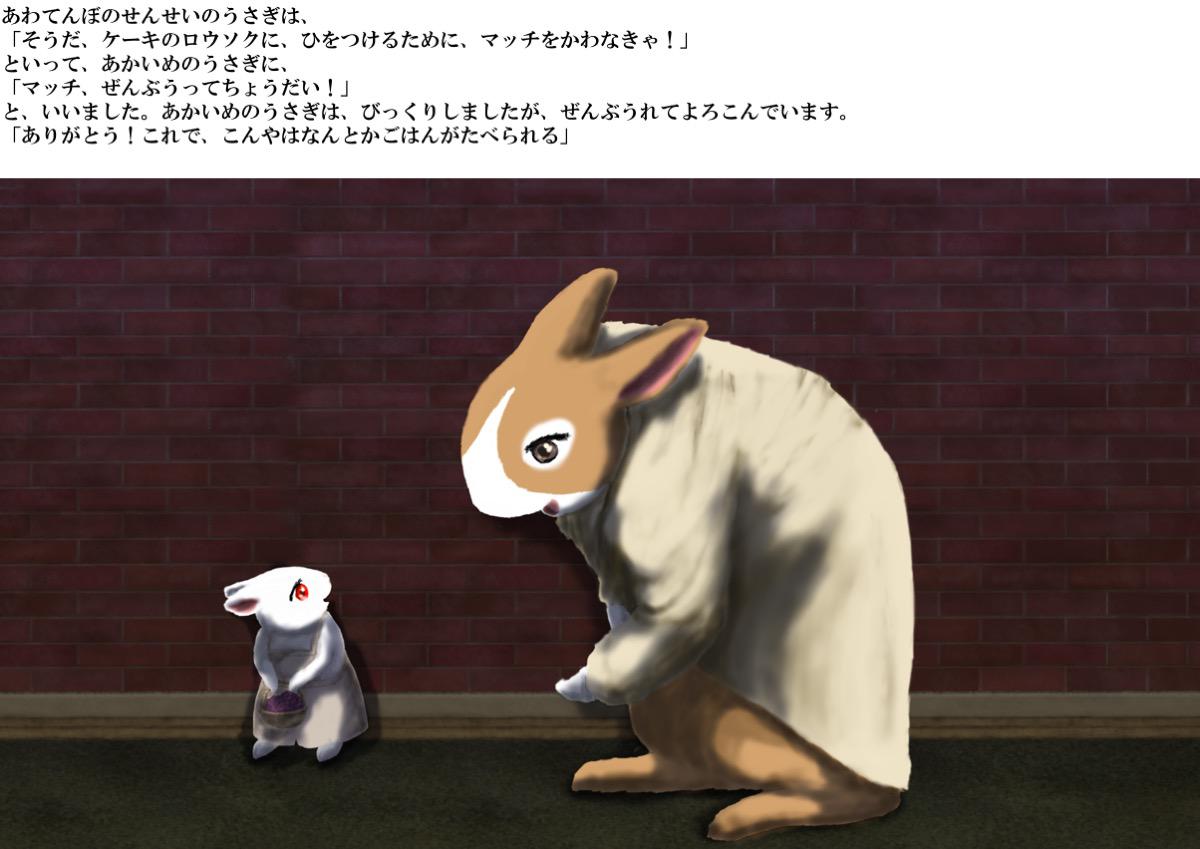 あわてんぼのせんせいのうさぎは、
「そうだ、ケーキのロウソクに、ひをつけるために、マッチをかわなきゃ！」
といって、あかいめのうさぎに、
「マッチ、ぜんぶうってちょうだい！」
と、いいました。あかいめのうさぎは、びっくりしましたが、ぜんぶうれてよろこんでいます。
「ありがとう！これで、こんやはなんとかごはんがたべられる」